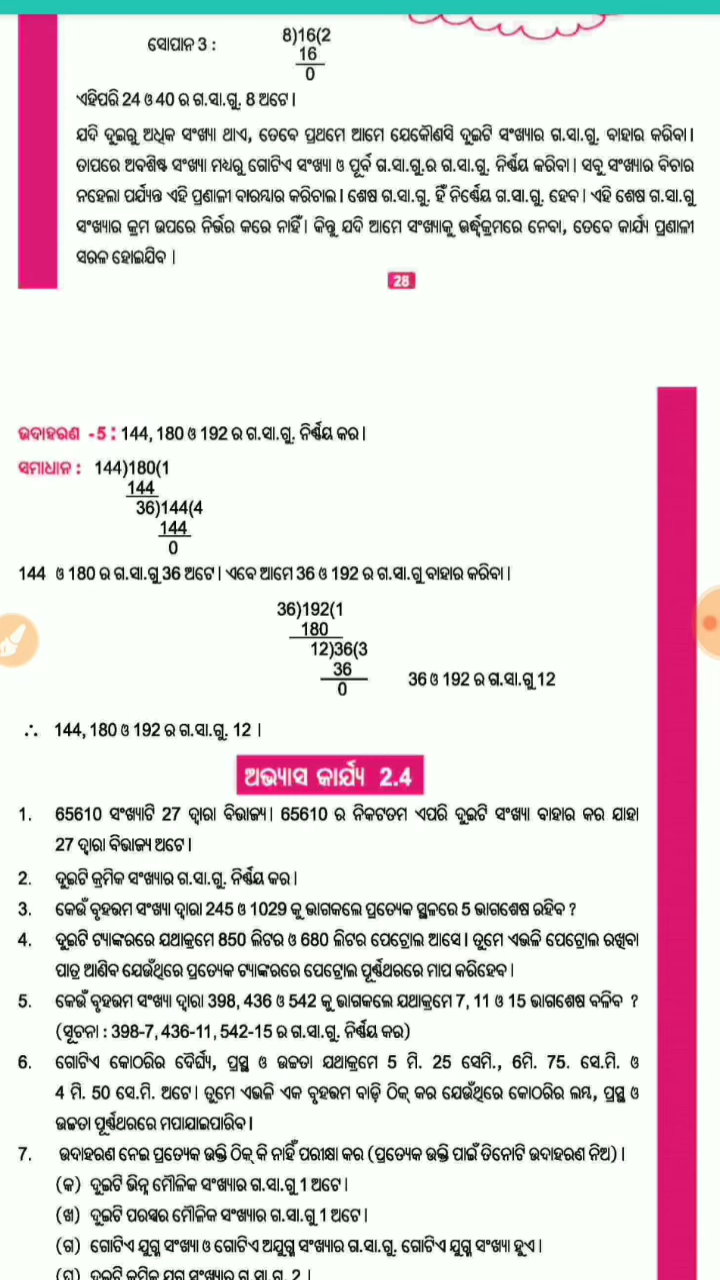 ସୋପାନ 3 : 8)16(2
16
0
ଏହିପରି 24 ଓ 40 ର ଗ.ସା.ଗୁ. 8 ଅଟେ।
ଯଦି ଦୁଇରୁ ଅଧିକ ସଂଖ୍ୟା ଥାଏ, ତେବେ ପ୍ରଥମେ ଆମେ ଯେକୌଣସି ଦୁଇଟି ସଂଖ୍ୟାର ଗ.ସା.ଗୁ. ବାହାର କରିବା।
ତାପରେ ଅବଶିଷ୍ଟ ସଂଖ୍ୟା ମଧ୍ୟରୁ ଗୋଟିଏ ସଂଖ୍ୟା ଓ ପୂର୍ବ ଗ.ସା.ଗୁ.ର ଗ.ସା.ଗୁ. ନିର୍ଣ୍ଣୟ କରିବା। ସବୁ ସଂଖ୍ୟାର ବିଚାର
ନହେଲା ପର୍ଯ୍ୟନ୍ତ ଏହି ପ୍ରଣାଳୀ ବାରମ୍ବାର କରିଚାଲ। ଶେଷ ଗ.ସା.ଗୁ. ହିଁ ନିର୍ଣ୍ଣେୟ ଗ.ସା.ଗୁ. ହେବ। ଏହି ଶେଷ ଗ.ସା.ଗୁ
ସଂଖ୍ୟାର କ୍ରମ ଉପରେ ନିର୍ଭର କରେ ନାହିଁ। କିନ୍ତୁ ଯଦି ଆମେ ସଂଖ୍ୟାକୁ ଊର୍ଦ୍ଧ୍ୱକ୍ରମରେ ନେବା, ତେବେ କାର୍ଯ୍ୟ ପ୍ରଣାଳୀ
ସରଳ ହୋଇଯିବ |
28
ଉଦାହରଣ -5 : 144, 180 ଓ 192 ର ଗ.ସା.ଗୁ. ନିର୍ଣ୍ଣୟ କର।
ସମାଧାନ : 144)180(1
144
36)144(4
144
0
144 ଓ 180 ର ଗ.ସା.ଗୁ 36 ଅଟେ। ଏବେ ଆମେ 36 ଓ 192 ର ଗ.ସା.ଗୁ ବାହାର କରିବା।
36)192(1
180
12)36(3
36
0
36 ଓ 192 ର ଗ.ସା.ଗୁ 12
∴ 144, 180 ଓ 192 ର ଗ.ସା.ଗୁ. 12 |
ଅଭ୍ୟାସ କାର୍ଯ୍ୟ 2.4
1. 65610 ସଂଖ୍ୟାଟି 27 ଦ୍ୱାରା ବିଭାଜ୍ୟ। 65610 ର ନିକଟତମ ଏପରି ଦୁଇଟି ସଂଖ୍ୟା ବାହାର କର ଯାହା
27 ଦ୍ୱାରା ବିଭାଜ୍ୟ ଅଟେ।
2. ଦୁଇଟି କ୍ରମିକ ସଂଖ୍ୟାର ଗ.ସା.ଗୁ. ନିର୍ଣ୍ଣୟ କର।
3. କେଉଁ ବୃହତ୍ତମ ସଂଖ୍ୟା ଦ୍ୱାରା 245 ଓ 1029 କୁ ଭାଗକଲେ ପ୍ରତ୍ୟେକ ସ୍ଥଳରେ 5 ଭାଗଶେଷ ରହିବ ?
4. ଦୁଇଟି ଟ୍ୟାଙ୍କରରେ ଯଥାକ୍ରମେ 850 ଲିଟର ଓ 680 ଲିଟର ପେଟ୍ରୋଲ ଆସେ। ତୁମେ ଏଭଳି ପେଟ୍ରୋଲ ରଖିବା
ପାତ୍ର ଆଣିବ ଯେଉଁଥିରେ ପ୍ରତ୍ୟେକ ଟ୍ୟାଙ୍କରରେ ପେଟ୍ରୋଲ ପୂର୍ଣ୍ଣଥରରେ ମାପ କରିହେବ।
5. କେଉଁ ବୃହତ୍ତମ ସଂଖ୍ୟା ଦ୍ୱାରା 398, 436 ଓ 542 କୁ ଭାଗକଲେ ଯଥାକ୍ରମେ 7, 11 ଓ 15 ଭାଗଶେଷ ବଳିବ ?
(ସୂଚନା : 398-7, 436-11, 542-15 ର ଗ.ସା.ଗୁ. ନିର୍ଣ୍ଣୟ କର)
6. ଗୋଟିଏ କୋଠରିର ଦୈର୍ଘ୍ୟ, ପ୍ରସ୍ଥ ଓ ଉଚ୍ଚତା ଯଥାକ୍ରମେ 5 ମି. 25 ସେମି., 6ମି. 75. ସେ.ମି. ଓ
4 ମି. 50 ସେ.ମି. ଅଟେ। ତୁମେ ଏଭଳି ଏକ ବୃହତ୍ତମ ବାଡ଼ି ଠିକ୍ କର ଯେଉଁଥିରେ କୋଠରିର ଲମ୍ବ, ପ୍ରସ୍ଥ ଓ
ଉଚ୍ଚତା ପୂର୍ଣ୍ଣଥରରେ ମପାଯାଇପାରିବ।
7. ଉଦାହରଣ ନେଇ ପ୍ରତ୍ୟେକ ଉକ୍ତି ଠିକ୍ କି ନାହିଁ ପରୀକ୍ଷା କର (ପ୍ରତ୍ୟେକ ଉକ୍ତି ପାଇଁ ତିନୋଟି ଉଦାହରଣ ନିଅ)।
(କ) ଦୁଇଟି ଭିନ୍ନ ମୌଳିକ ସଂଖ୍ୟାର ଗ.ସା.ଗୁ 1 ଅଟେ।
(ଖ) ଦୁଇଟି ପରସ୍ପର ମୌଳିକ ସଂଖ୍ୟାର ଗ.ସା.ଗୁ 1 ଅଟେ।
(ଗ) ଗୋଟିଏ ଯୁଗ୍ମ ସଂଖ୍ୟା ଓ ଗୋଟିଏ ଅଯୁଗ୍ମ ସଂଖ୍ୟାର ଗ.ସା.ଗୁ. ଗୋଟିଏ ଯୁଗ୍ମ ସଂଖ୍ୟା ହୁଏ।
(ଘ) ଦୁଇଟି କ୍ରମିକ ଯୁଗ୍ମ ସଂଖ୍ୟାର ଗ.ସା.ଗୁ. 2 |